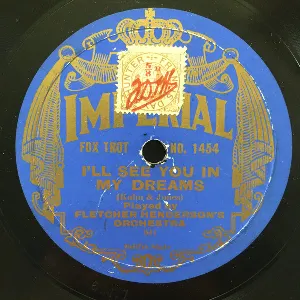 IMPERIAL
FOX TROT NO. 1454
I'LL SEE YOU IN
MY DREAMS
(Kahn & Jones)
Played by
FLETCHER HENDERSON'S
ORCHESTRA